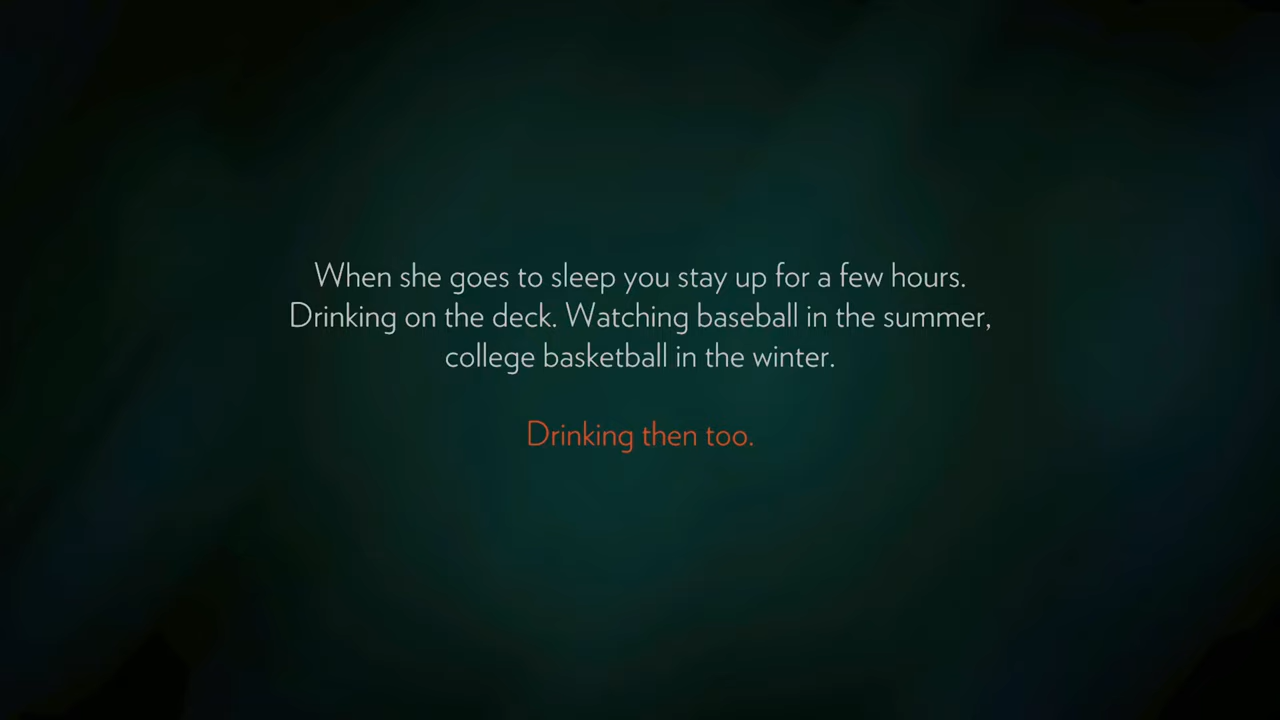 When she goes to sleep you stay up for a few hours.
Drinking on the deck. Watching baseball in the summer,
college basketball in the winter.
Drinking then too.